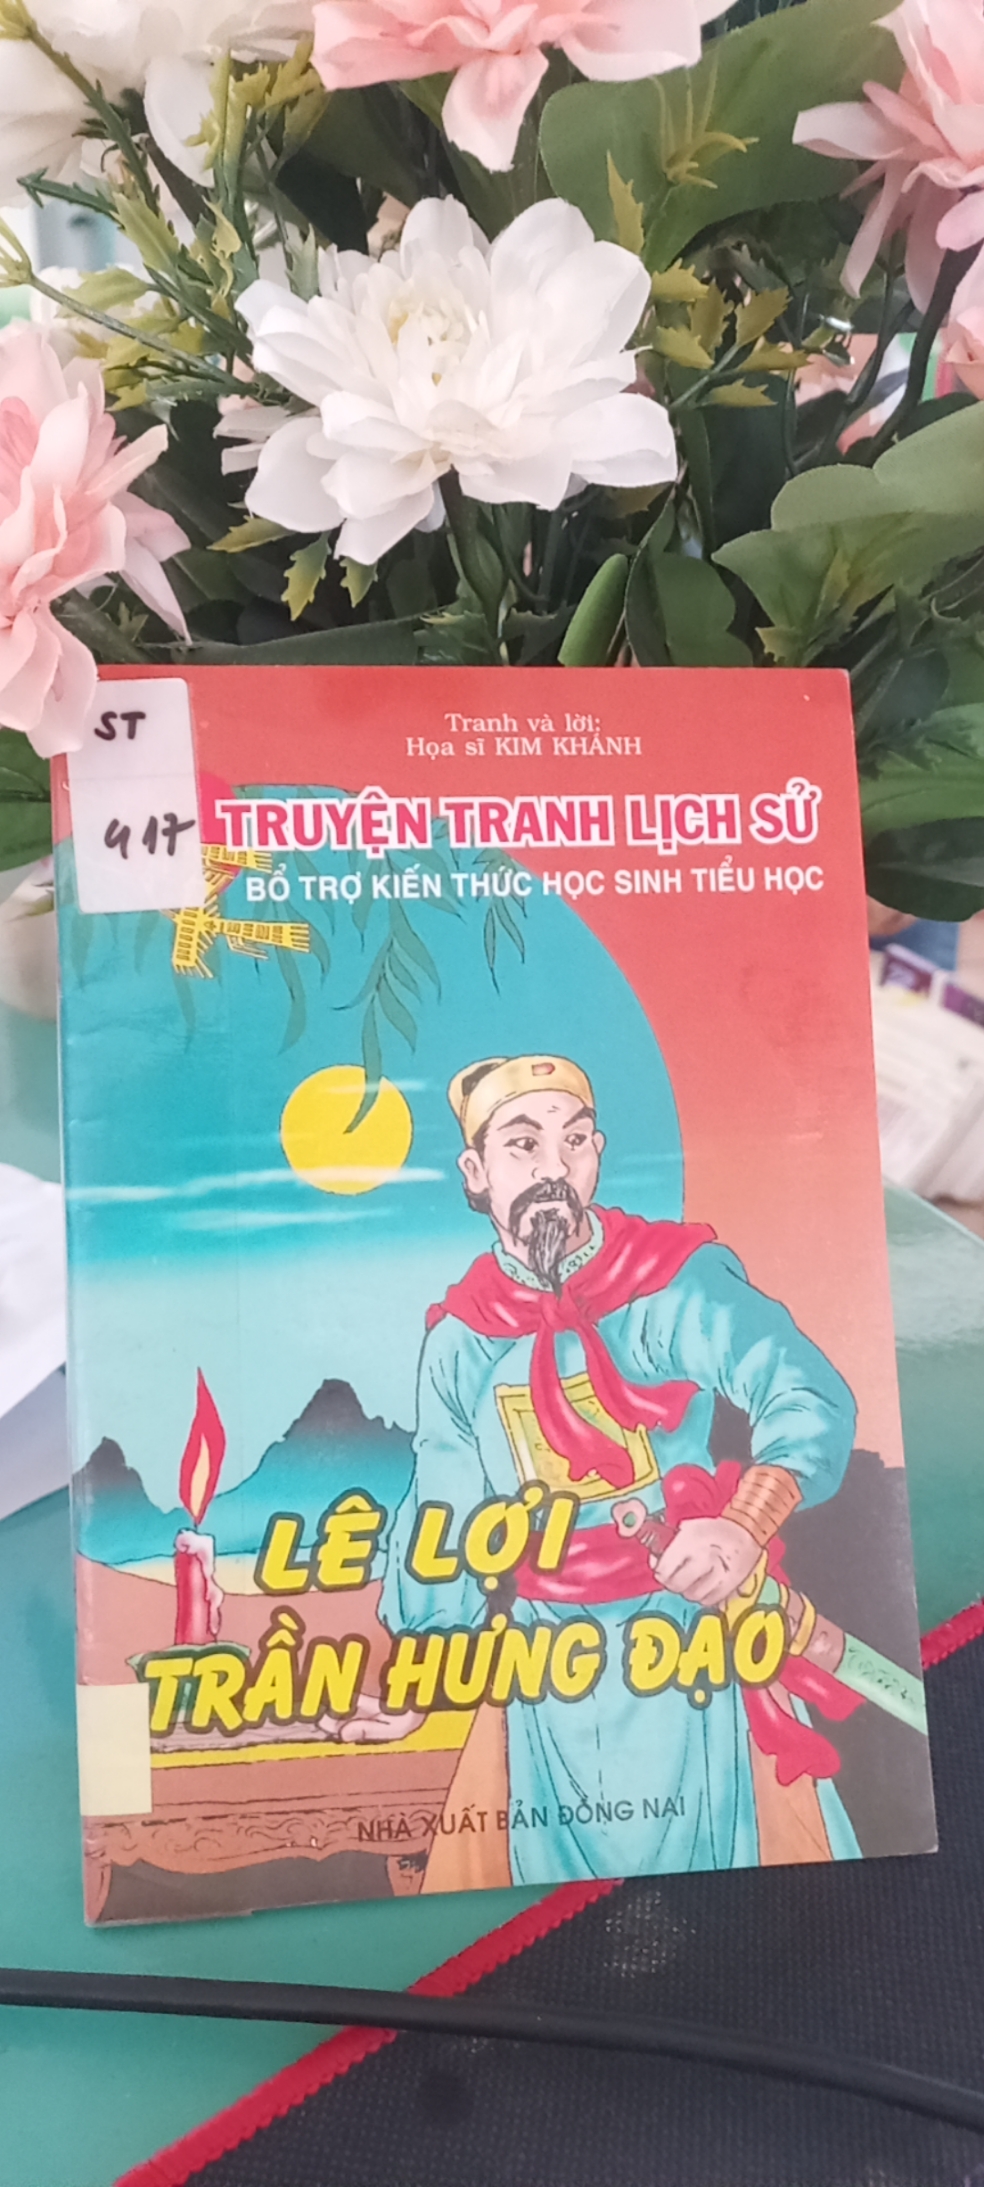 ST
417
Tranh và lời:
Họa sĩ KIM KHÁNH
TRUYỆN TRANH LỊCH SỬ
BỔ TRỢ KIẾN THỨC HỌC SINH TIỂU HỌC
LÊ LỢI
TRẦN HƯNG ĐẠO
NHÀ XUẤT BẢN ĐỒNG NAI